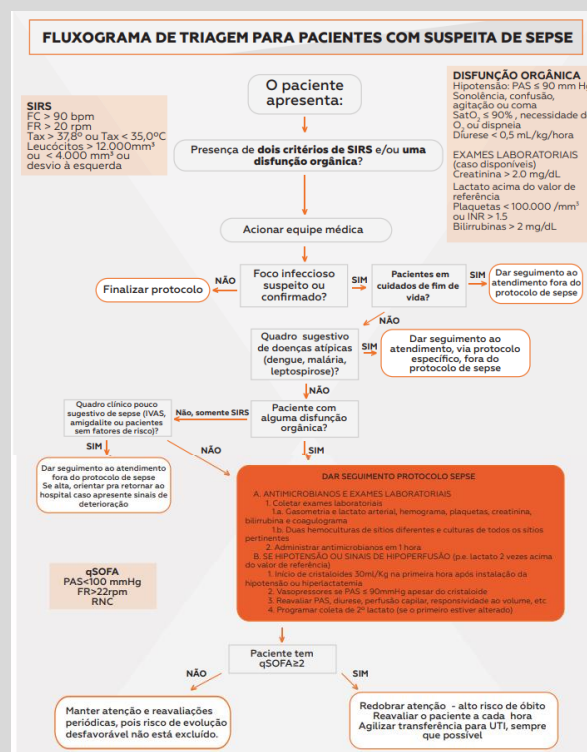 FLUXOGRAMA DE TRIAGEM PARA PACIENTES COM SUSPEITA DE SEPSE
O paciente
apresenta:
SIRS
FC > 90 bpm
FR > 20 rpm
Tax > 37,8º ou Tax < 35,0ºC
Leucócitos > 12.000mm³
ou < 4.000 mm³ ou
desvio à esquerda
DISFUNÇÃO ORGÂNICA
Hipotensão: PAS ≤ 90 mm H
Sonolência, confusão,
agitação ou coma
SatO₂ ≤ 90% , necessidade d
O₂ ou dispneia
Diurese < 0,5 mL/kg/hora
EXAMES LABORATORIAIS
(caso disponíveis)
Creatinina > 2.0 mg/dL
Lactato acima do valor de
referência
Plaquetas < 100.000 /mm³
ou INR > 1.5
Bilirrubinas > 2 mg/dL
Presença de dois critérios de SIRS e/ou uma
disfunção orgânica?
Acionar equipe médica
Foco infeccioso
suspeito ou
confirmado?
NÃO
Finalizar protocolo
SIM
Pacientes em
cuidados de fim de
vida?
SIM
Dar seguimento ao
atendimento fora do
protocolo de sepse
NÃO
Quadro sugestivo
de doenças atípicas
(dengue, malária,
leptospirose)?
SIM
Dar seguimento ao
atendimento, via protocolo
específico, fora do
protocolo de sepse
NÃO
Paciente com
alguma disfunção
orgânica?
Não, somente SIRS
Quadro clínico pouco
sugestivo de sepse (IVAS,
amigdalite ou pacientes
sem fatores de risco)?
SIM
NÃO
SIM
Dar seguimento ao atendimento
fora do protocolo de sepse
Se alta, orientar pra retornar ao
hospital caso apresente sinais de
deterioração
DAR SEGUIMENTO PROTOCOLO SEPSE
A. ANTIMICROBIANOS E EXAMES LABORATORIAIS
1. Coletar exames laboratoriais
1.a. Gasometria e lactato arterial, hemograma, plaquetas, creatinina,
bilirrubina e coagulograma
1.b. Duas hemoculturas de sítios diferentes e culturas de todos os sítios
pertinentes
2. Administrar antimicrobianos em 1 hora
B. SE HIPOTENSÃO OU SINAIS DE HIPOPERFUSÃO (p.e. lactato 2 vezes acima
do valor de referência)
1. Início de cristaloides 30ml/Kg na primeira hora após instalação da
hipotensão ou hiperlactatemia
2. Vasopressores se PAS ≤ 90mmHg apesar do cristaloide
3. Reavaliar PAS, diurese, perfusão capilar, responsividade ao volume, etc
4. Programar coleta de 2º lactato (se o primeiro estiver alterado)
qSOFA
PAS<100 mmHg
FR>22rpm
RNC
Paciente tem
qSOFA≥2
NÃO
SIM
Manter atenção e reavaliações
periódicas, pois risco de evolução
desfavorável não está excluído.
Redobrar atenção - alto risco de óbito
Reavaliar o paciente a cada hora
Agilizar transferência para UTI, sempre
que possível